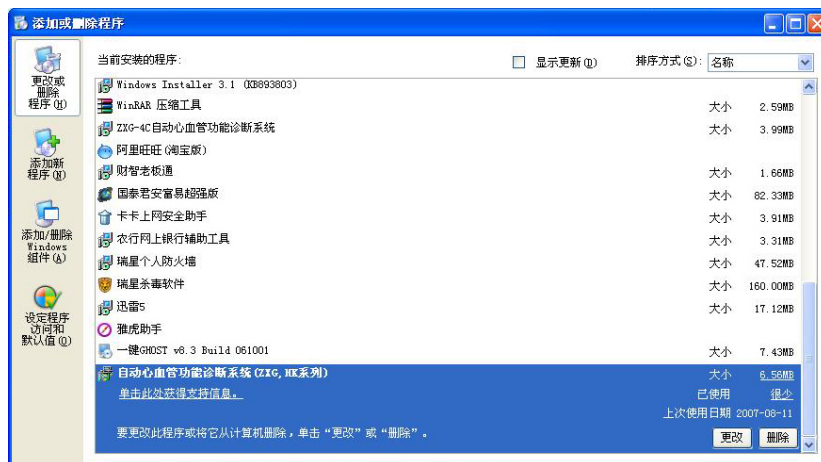 添加或删除程序
更改或
删除
程序(H)
添加新
程序(N)
添加/删除
Windows
组件(A)
设定程序
访问和
默认值(O)
当前安装的程序:
显示更新(D)
排序方式(S): 名称
Windows Installer 3.1 (KB893803)
WinRAR 压缩工具 大小 2.59MB
ZXG-4C自动心血管功能诊断系统 大小 3.99MB
阿里旺旺(淘宝版)
财智老板通 大小 1.66MB
国泰君安富易超强版 大小 82.33MB
卡卡上网安全助手 大小 3.91MB
农行网上银行辅助工具 大小 3.31MB
瑞星个人防火墙 大小 47.52MB
瑞星杀毒软件 大小 160.00MB
迅雷5 大小 17.12MB
雅虎助手
一键GHOST v8.3 Build 061001 大小 7.43MB
自动心血管功能诊断系统(ZXG,HK系列) 大小 6.56MB
单击此处获得支持信息。 已使用 很少
上次使用日期 2007-08-11
要更改此程序或将它从计算机删除,单击“更改”或“删除”。 更改 删除